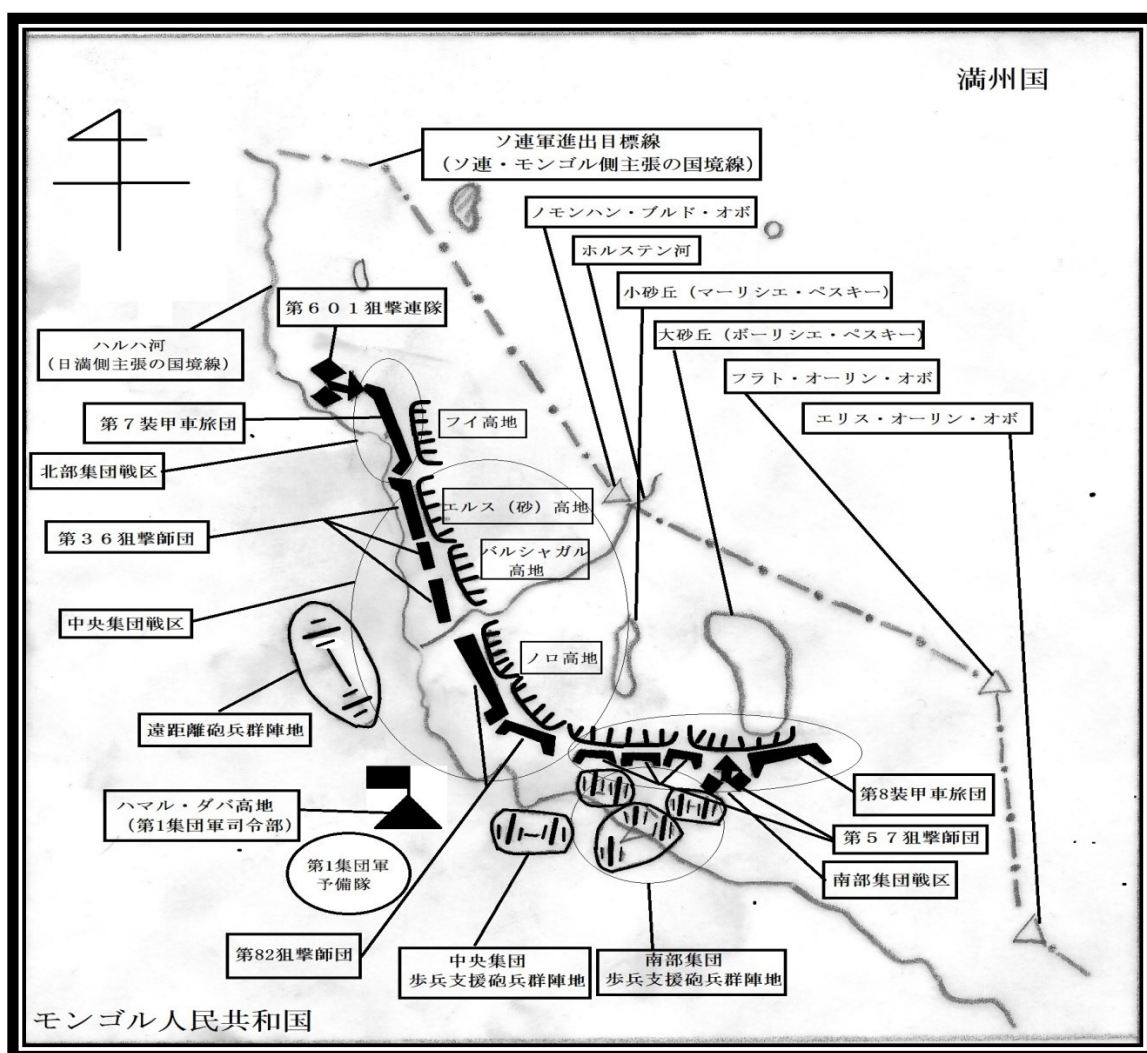 満州国
ソ連軍進出目標線
(ソ連・モンゴル側主張の国境線)
ノモンハン・ブルド・オボ
ホルステン河
小砂丘(マーリシエ・ペスキー)
大砂丘(ボーリシエ・ペスキー)
フラト・オーリン・オボ
エリス・オーリン・オボ
第601狙撃連隊
ハルハ河
(日満側主張の国境線)
第7装甲車旅団
フイ高地
北部集団戦区
エルス(砂)高地
第36狙撃師団
バルシャガル
高地
中央集団戦区
ノロ高地
遠距離砲兵群陣地
ハマル・ダバ高地
(第1集団軍司令部)
第8装甲車旅団
第57狙撃師団
第1集団軍
予備隊
南部集団戦区
第82狙撃師団
中央集団
歩兵支援砲兵群陣地
南部集団
歩兵支援砲兵群陣地
モンゴル人民共和国